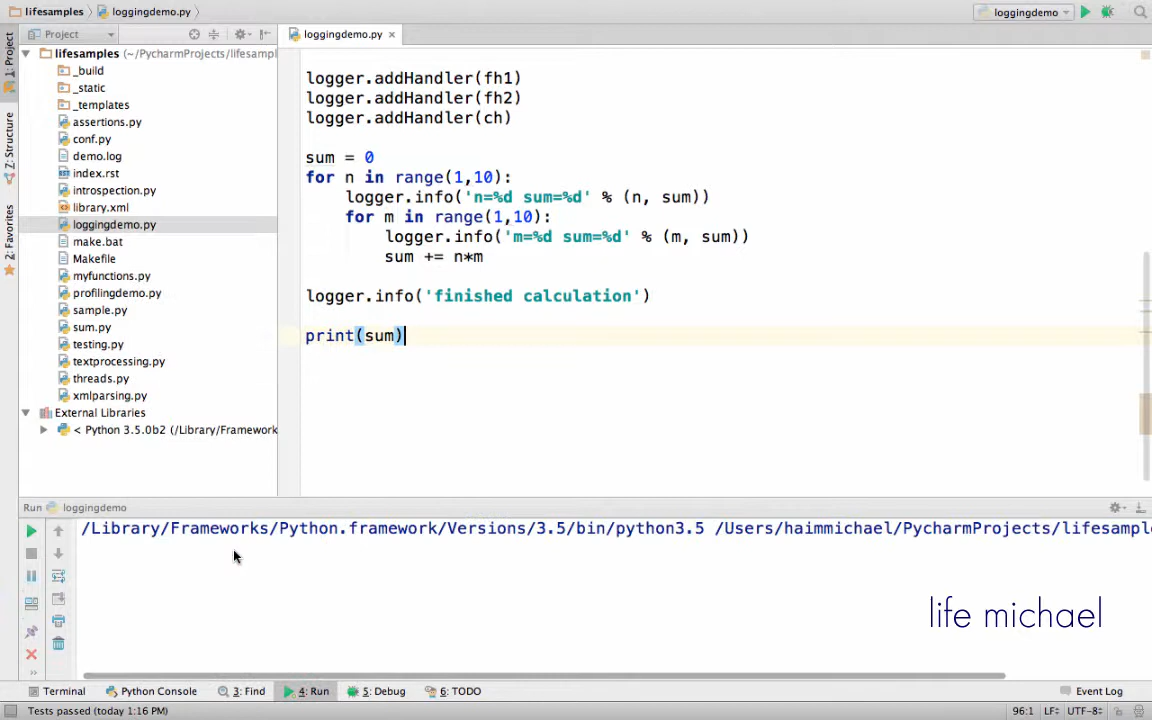 lifesamples
loggingdemo.py
loggingdemo
1: Project
Z: Structure
2: Favorites
Project
loggingdemo.py
lifesamples (~/PycharmProjects/lifesampl
_build
_static
_templates
assertions.py
conf.py
demo.log
index.rst
introspection.py
library.xml
loggingdemo.py
make.bat
Makefile
myfunctions.py
profilingdemo.py
sample.py
sum.py
testing.py
textprocessing.py
threads.py
xmlparsing.py
External Libraries
< Python 3.5.0b2 (/Library/Framework
logger.addHandler(fh1)
logger.addHandler(fh2)
logger.addHandler(ch)
sum = 0
for n in range(1,10):
logger.info('n=%d sum=%d' % (n, sum))
for m in range(1,10):
logger.info('m=%d sum=%d' % (m, sum))
sum += n*m
logger.info('finished calculation')
print(sum)
Run loggingdemo
/Library/Frameworks/Python.framework/Versions/3.5/bin/python3.5 /Users/haimmichael/PycharmProjects/lifesample
life michael
Terminal
Python Console
3: Find
4: Run
5: Debug
6: TODO
Event Log
Tests passed (today 1:16 PM)
96:1
LF÷
UTF-8÷